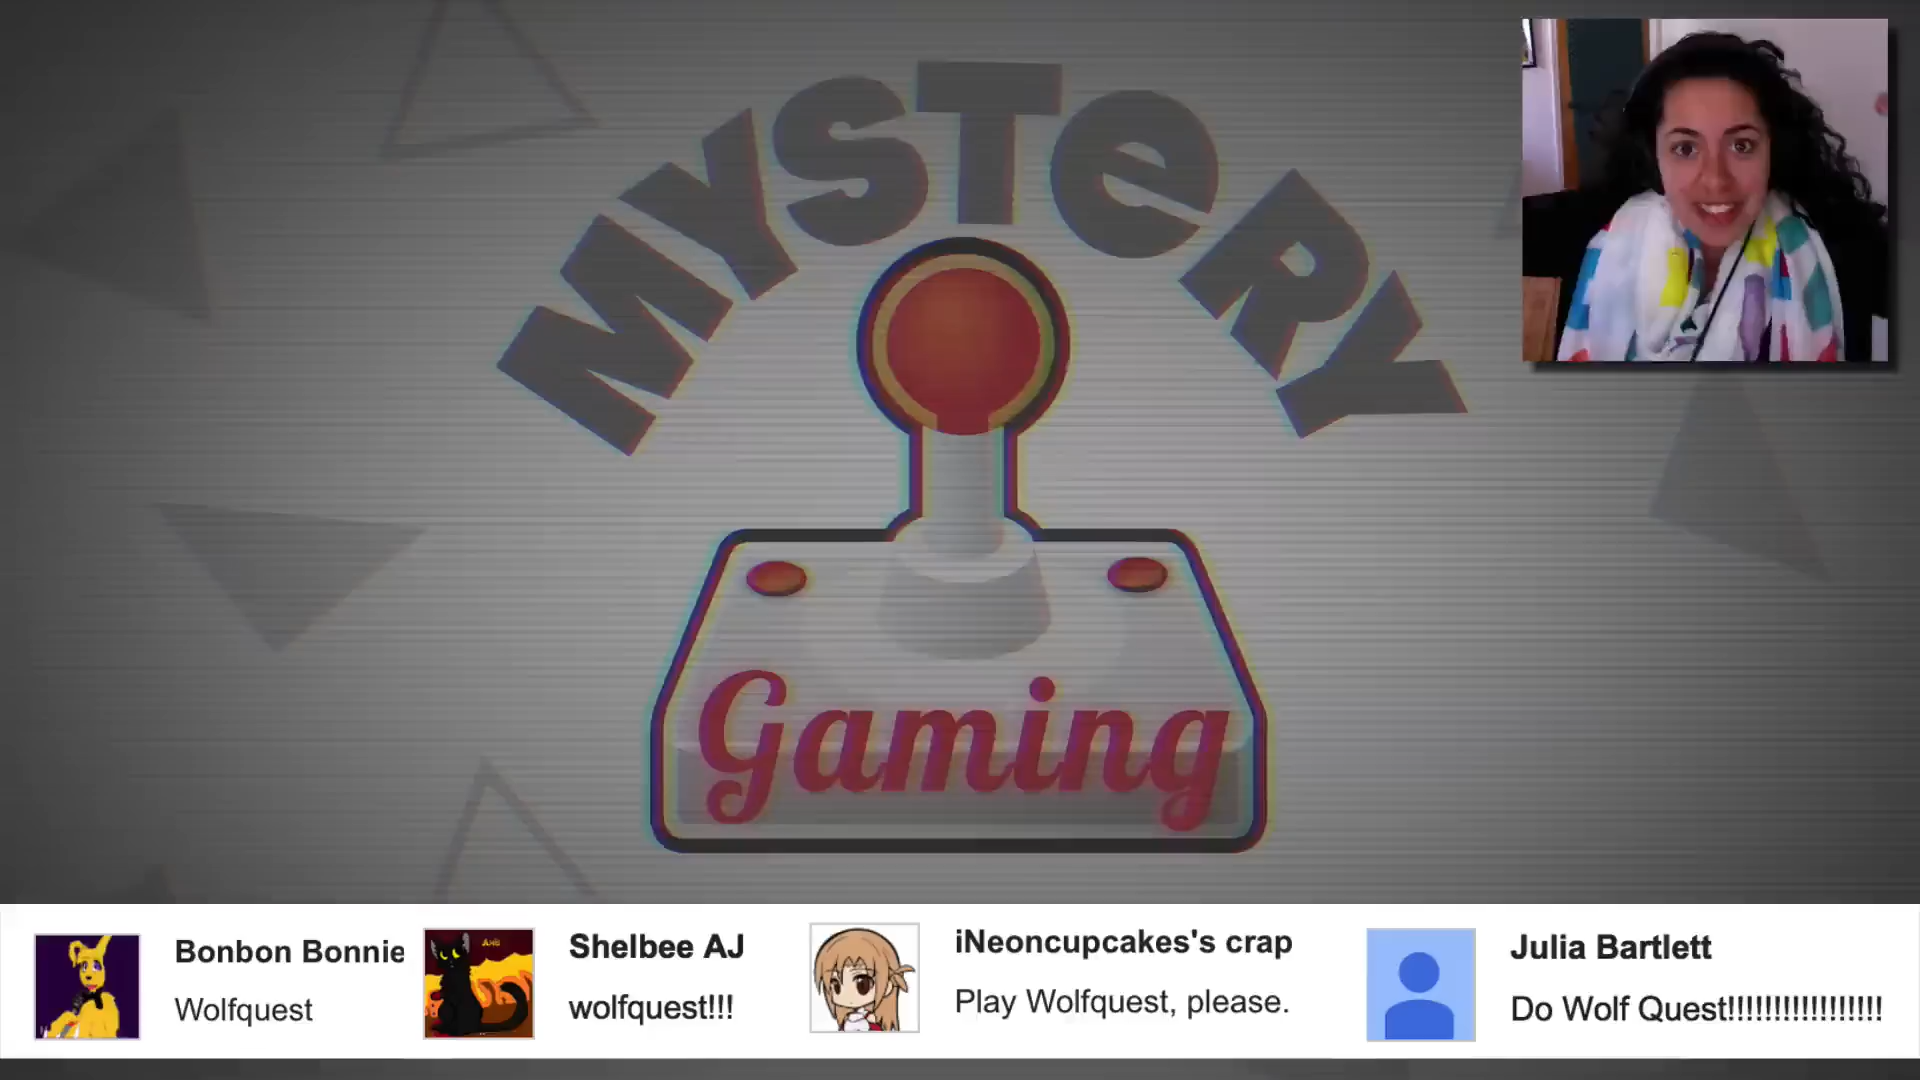 MYSTeRY
Gaming
Bonbon Bonnie
Wolfquest
Shelbee AJ
wolfquest!!!
iNeoncupcakes's crap
Play Wolfquest, please.
Julia Bartlett
Do Wolf Quest!!!!!!!!!!!!!!!!!!